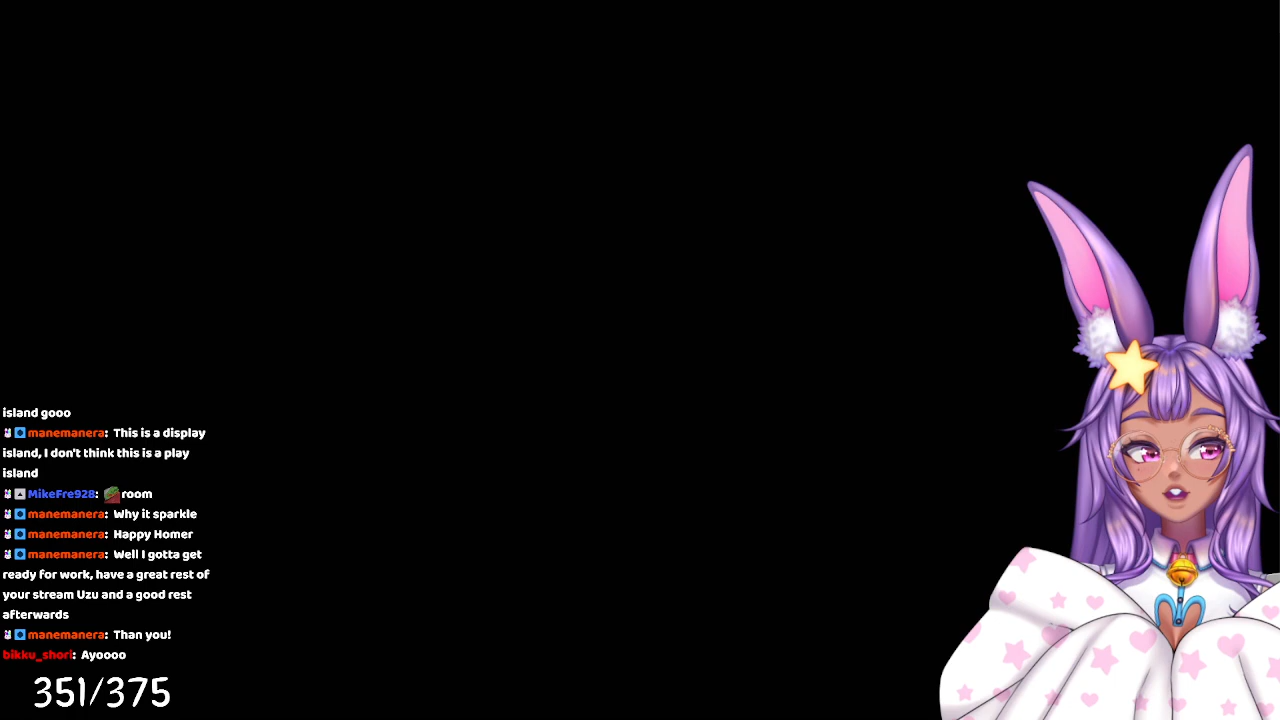 island gooo
manemanera: This is a display
island, I don't think this is a play
island
MikeFre928: room
manemanera: Why it sparkle
manemanera: Happy Homer
manemanera: Well I gotta get
ready for work, have a great rest of
your stream Uzu and a good rest
afterwards
manemanera: Than you!
bikku_shori: Ayoooo
351/375